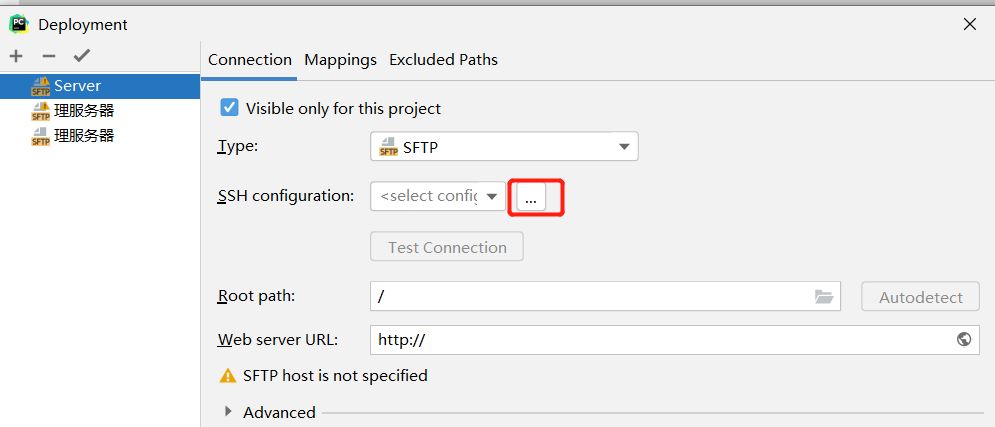 Deployment
Server
理服务器
理服务器
Connection Mappings Excluded Paths
Visible only for this project
Type: SFTP
SSH configuration: <select config ...
Test Connection
Root path: / Autodetect
Web server URL: http://
SFTP host is not specified
Advanced